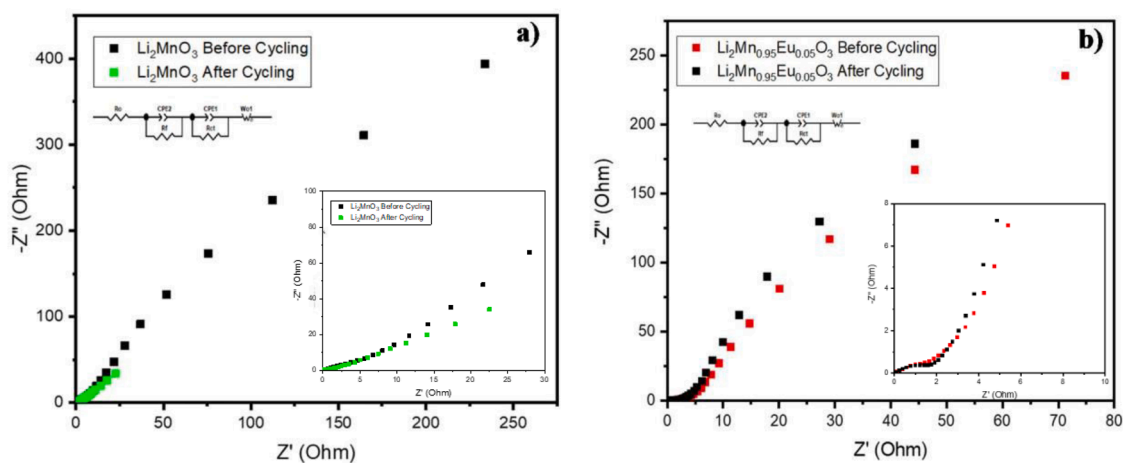 a)
Li₂MnO₃ Before Cycling
Li₂MnO₃ After Cycling
Ro CPE2 CPE1 Wo1
Rf Rct
-Z" (Ohm)
400
300
200
100
0
0 50 100 150 200 250
Z' (Ohm)
Li₂MnO₃ Before Cycling
Li₂MnO₃ After Cycling
-Z'' (Ohm)
100
80
60
40
20
0
0 5 10 15 20 25 30
Z' (Ohm)
b)
Li₂Mn₀.₉₅Eu₀.₀₅O₃ Before Cycling
Li₂Mn₀.₉₅Eu₀.₀₅O₃ After Cycling
Ro CPE2 CPE1 Wo1
Rf Rct
-Z" (Ohm)
250
200
150
100
50
0
0 10 20 30 40 50 60 70 80
Z' (Ohm)
-Z'' (Ohm)
8
6
4
2
0
0 2 4 6 8 10
Z' (Ohm)